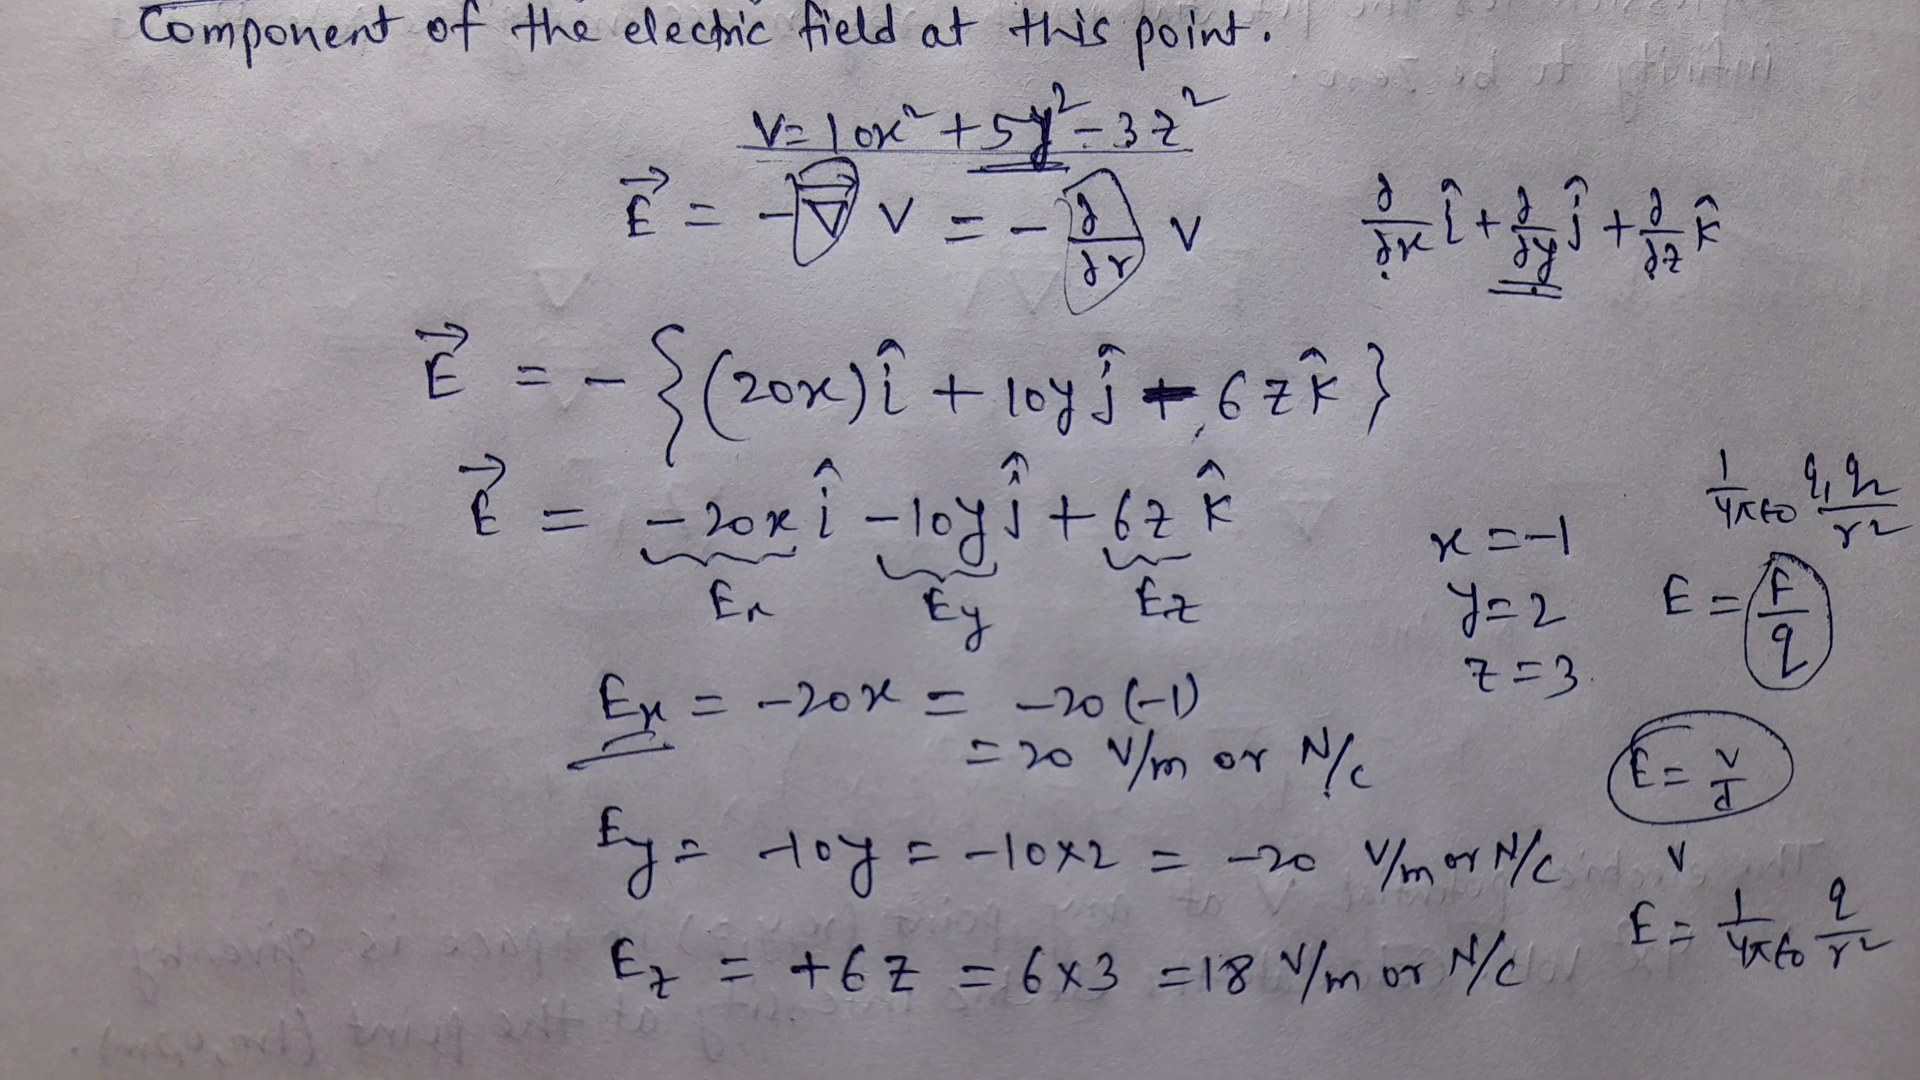 Component of the electric field at this point.
V = 10x² + 5y² - 3z²
E⃗ = - ∇⃗ V = - ∂/∂r V
∂/∂x î + ∂/∂y ĵ + ∂/∂z k̂
E⃗ = - {(20x) î + 10y ĵ - 6z k̂}
E⃗ = -20x î - 10y ĵ + 6z k̂
Ex Ey Ez
x = -1
y = 2
z = 3
1/4πε0 q1q2/r²
E = F/q
Ex = -20x = -20(-1)
= 20 V/m or N/C
E = V/d
Ey = -10y = -10×2 = -20 V/m or N/C
V
E = 1/4πε0 q/r²
Ez = +6z = 6×3 = 18 V/m or N/C